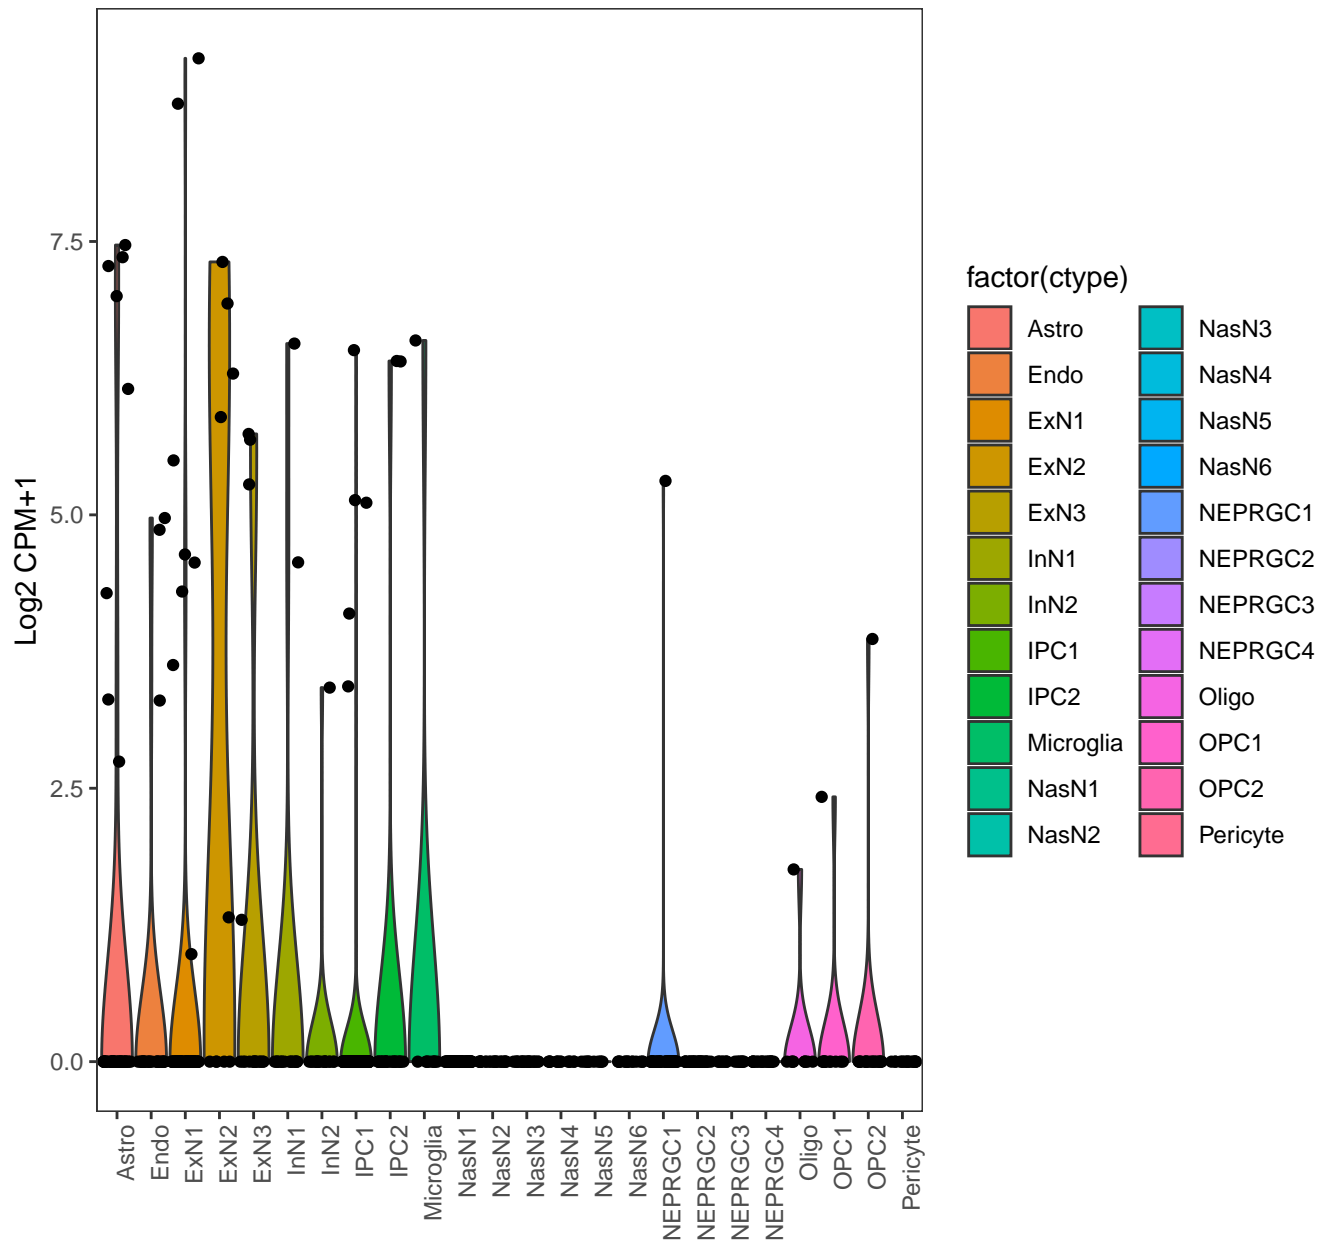 Log2 CPM+1
7.5
5.0
2.5
0.0
Astro
Endo
ExN1
ExN2
ExN3
InN1
InN2
IPC1
IPC2
Microglia
NasN1
NasN2
NasN3
NasN4
NasN5
NasN6
NEPRGC1
NEPRGC2
NEPRGC3
NEPRGC4
Oligo
OPC1
OPC2
Pericyte
factor(ctype)
Astro
Endo
ExN1
ExN2
ExN3
InN1
InN2
IPC1
IPC2
Microglia
NasN1
NasN2
NasN3
NasN4
NasN5
NasN6
NEPRGC1
NEPRGC2
NEPRGC3
NEPRGC4
Oligo
OPC1
OPC2
Pericyte